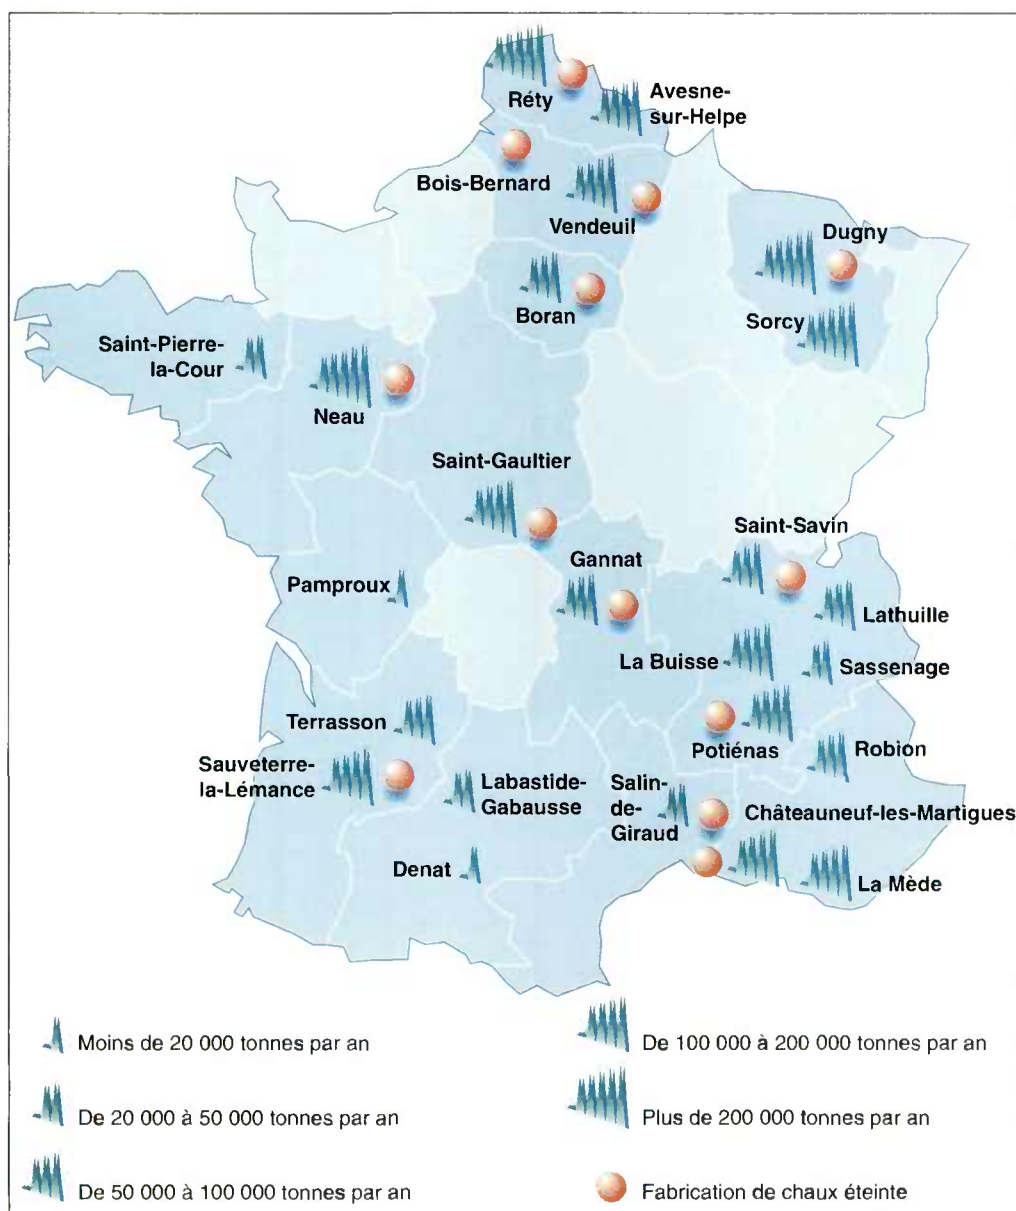 Réty
Avesne-
sur-Helpe
Bois-Bernard
Vendeuil
Dugny
Boran
Sorcy
Saint-Pierre-
la-Cour
Neau
Saint-Gaultier
Saint-Savin
Gannat
Pamproux
Lathuille
La Buisse
Sassenage
Terrasson
Potiénas
Robion
Sauveterre-
la-Lémance
Labastide-
Gabausse
Salin-
de-
Giraud
Châteauneuf-les-Martigues
Denat
La Mède
Moins de 20 000 tonnes par an
De 100 000 à 200 000 tonnes par an
De 20 000 à 50 000 tonnes par an
Plus de 200 000 tonnes par an
De 50 000 à 100 000 tonnes par an
Fabrication de chaux éteinte